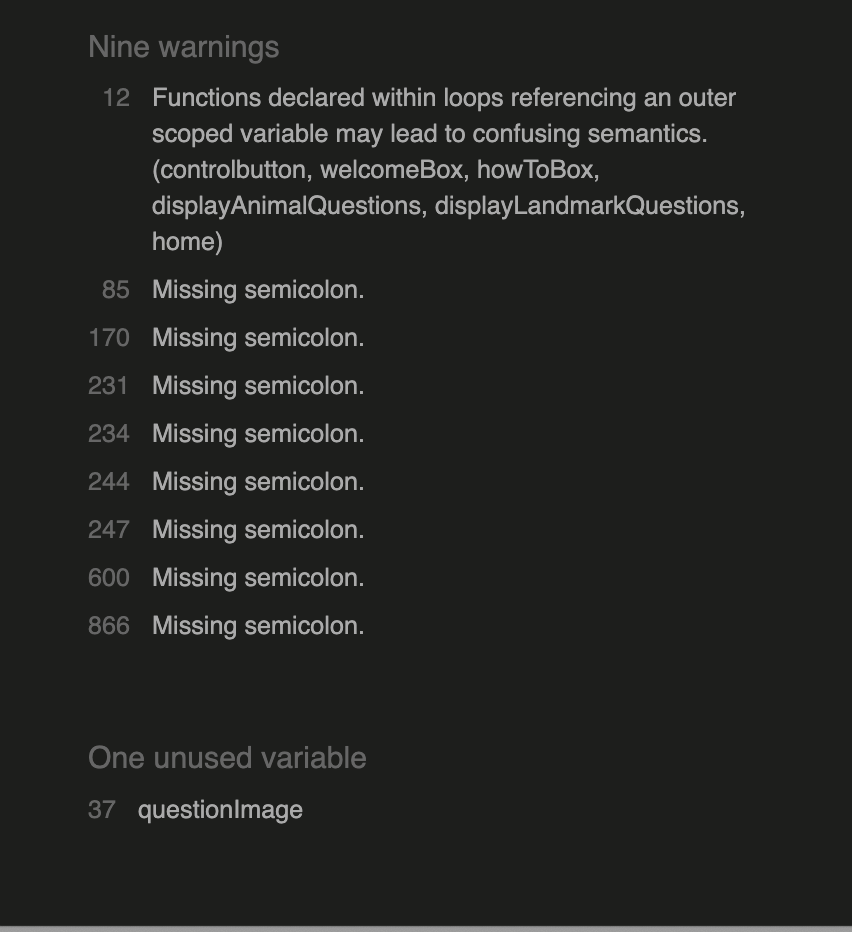 Nine warnings
12 Functions declared within loops referencing an outer
scoped variable may lead to confusing semantics.
(controlbutton, welcomeBox, howToBox,
displayAnimalQuestions, displayLandmarkQuestions,
home)
85 Missing semicolon.
170 Missing semicolon.
231 Missing semicolon.
234 Missing semicolon.
244 Missing semicolon.
247 Missing semicolon.
600 Missing semicolon.
866 Missing semicolon.
One unused variable
37 questionImage